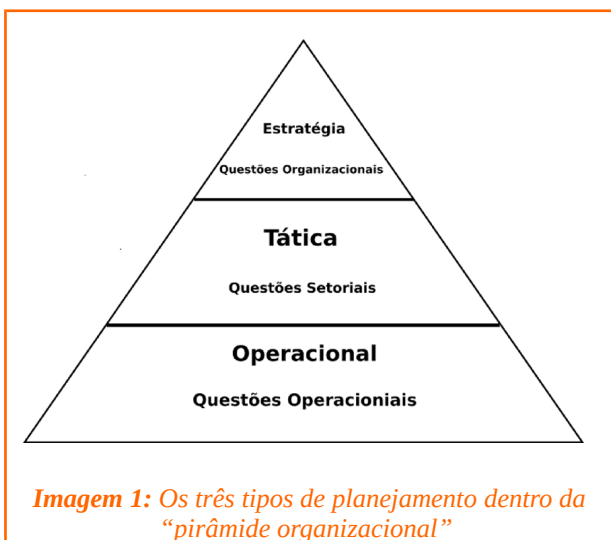 Estratégia
Questões Organizacionais
Tática
Questões Setoriais
Operacional
Questões Operacioniais
Imagem 1: Os três tipos de planejamento dentro da
“pirâmide organizacional”